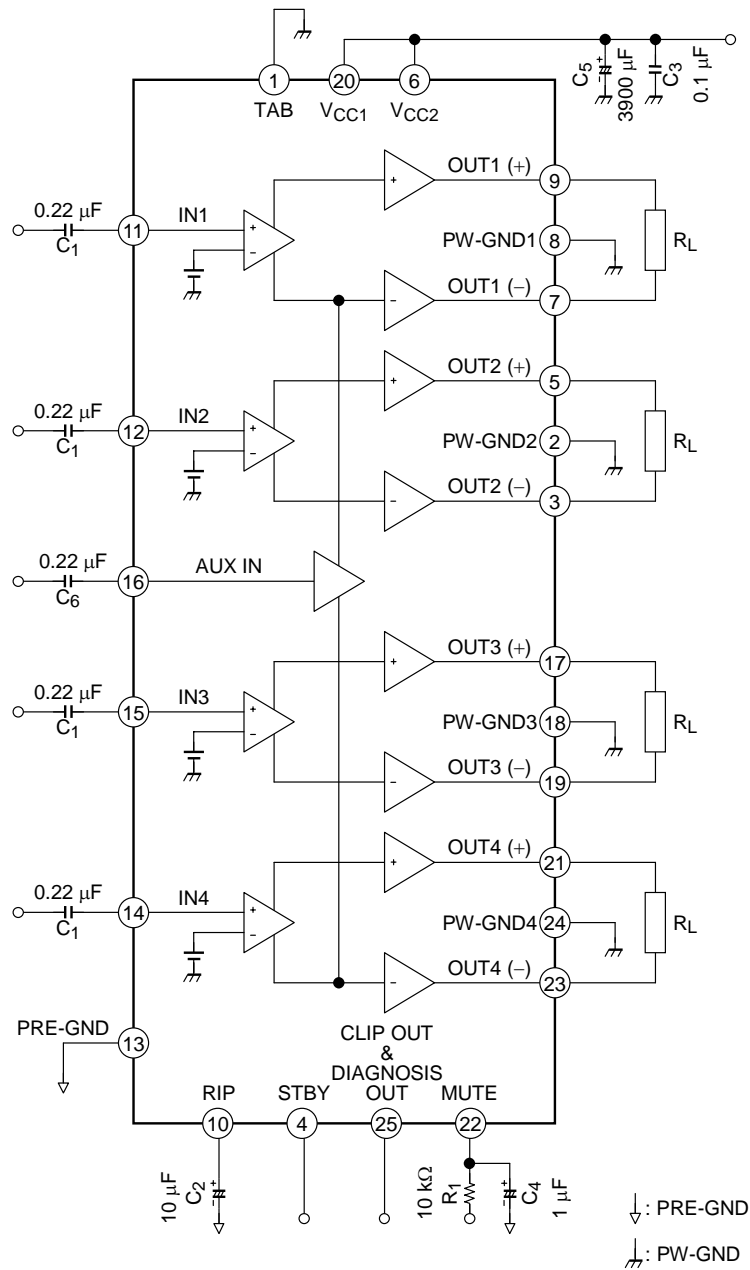 1
TAB
20
VCC1
6
VCC2
C5
3900 µF
C3
0.1 µF
0.22 µF
C1
11
IN1
OUT1 (+)
9
PW-GND1
8
RL
OUT1 (−)
7
0.22 µF
C1
12
IN2
OUT2 (+)
5
PW-GND2
2
RL
OUT2 (−)
3
0.22 µF
C6
16
AUX IN
0.22 µF
C1
15
IN3
OUT3 (+)
17
PW-GND3
18
RL
OUT3 (−)
19
0.22 µF
C1
14
IN4
OUT4 (+)
21
PW-GND4
24
RL
OUT4 (−)
23
PRE-GND
13
CLIP OUT
&
DIAGNOSIS
RIP
STBY
OUT
MUTE
10
4
25
22
10 µF
C2
10 kΩ
R1
C4
1 µF
: PRE-GND
: PW-GND